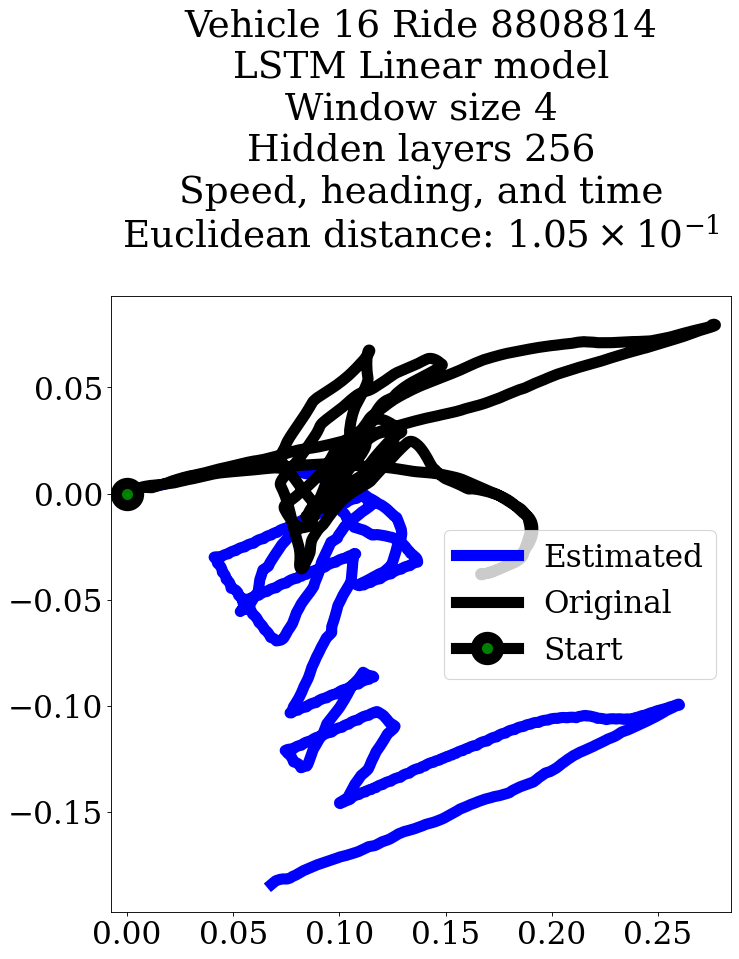 Vehicle 16 Ride 8808814
LSTM Linear model
Window size 4
Hidden layers 256
Speed, heading, and time
Euclidean distance: 1.05 × 10⁻¹
0.05
0.00
−0.05
−0.10
−0.15
Estimated
Original
Start
0.00 0.05 0.10 0.15 0.20 0.25